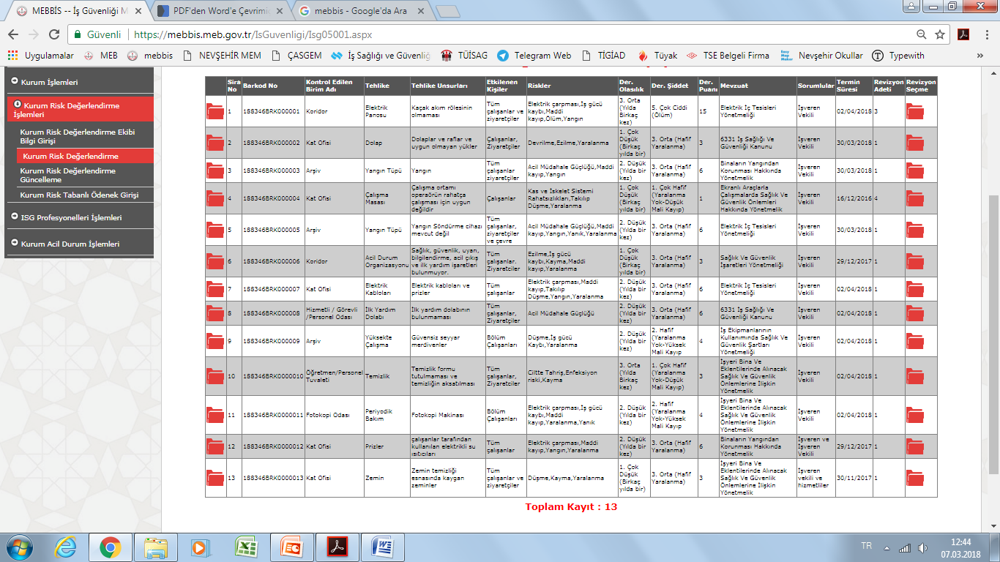 MEBBİS -- İş Güvenliği M
PDF'den Word'e Çevrimiç
mebbis - Google'da Ara
Güvenli
https://mebbis.meb.gov.tr/IsGuvenligi/Isg05001.aspx
Uygulamalar MEB mebbis NEVŞEHİR MEM ÇASGEM İş Sağlığı ve Güvenliğ TÜİSAG Telegram Web TİGİAD Tüyak TSE Belgeli Firma Nevşehir Okullar Typewith »
Kurum İşlemleri
Kurum Risk Değerlendirme
İşlemleri
Kurum Risk Değerlendirme Ekibi
Bilgi Girişi
Kurum Risk Değerlendirme
Kurum Risk Değerlendirme
Güncelleme
Kurum Risk Tabanlı Ödenek Girişi
ISG Profesyonelleri İşlemleri
Kurum Acil Durum İşlemleri
Sira No Barkod No Kontrol Edilen Birim Adı Tehlike Tehlike Unsurları Etkilenen Kişiler Riskler Der. Olasılık Der. Şiddet Der. Puanı Mevzuat Sorumlular Termin Süresi Revizyon Adeti Revizyon Seçme
1 188346BRK000001 Koridor Elektrik Panosu Kaçak akım rölesinin olmaması Tüm çalışanlar ve ziyaretçiler Elektrik çarpması,İş gücü kaybı,Maddi kayıp,Ölüm,Yangın 3. Orta (Yılda Birkaç kez) 5. Çok Ciddi (Ölüm) 15 Elektrik İç Tesisleri Yönetmeliği İşveren Vekili 02/04/2018 3
2 188346BRK000002 Kat Ofisi Dolap Dolaplar ve raflar ve uygun olmayan yükler Çalışanlar, Ziyaretçiler Devrilme,Ezilme,Yaralanma 1. Çok Düşük (Birkaç yılda bir) 3. Orta (Hafif Yaralanma) 3 6331 İş Sağlığı Ve Güvenliği Kanunu İşveren Vekili 30/03/2018 1
3 188346BRK000003 Arşiv Yangın Tüpü Yangın Tüm çalışanlar ziyaretçiler Acil Müdahale Güçlüğü,Maddi kayıp,Yangın 2. Düşük (Yılda bir kez) 3. Orta (Hafif Yaralanma) 6 Binaların Yangından Korunması Hakkında Yönetmelik İşveren Vekili 30/03/2018 1
4 188346BRK000004 Kat Ofisi Çalışma Masası Çalışma ortamı operaörün rahatça çalışması için uygun değildir Çalışanlar Kas ve İskelet Sistemi Rahatsızlıkları,Takılıp Düşme,Yaralanma 1. Çok Düşük (Birkaç yılda bir) 1. Çok Hafif (Yaralanma Yok-Düşük Mali Kayıp) 1 Ekranlı Araçlarla Çalışmalarda Sağlık Ve Güvenlik Önlemleri Hakkında Yönetmelik İşveren Vekili 16/12/2016 4
5 188346BRK000005 Arşiv Yangın Tüpü Yangın Söndürme cihazı mevcut değil Tüm çalışanlar, ziyaretçiler ve çevre Acil Müdahale Güçlüğü,Maddi kayıp,Yangın,Yanık,Yaralanma 2. Düşük (Yılda bir kez) 3. Orta (Hafif Yaralanma) 6 Elektrik İç Tesisleri Yönetmeliği İşveren Vekili 30/03/2018 1
6 188346BRK000006 Koridor Acil Durum Organizasyonu Sağlık, güvenlik, uyarı, bilgilendirme, acil çıkış ve ilk yardım işaretleri bulunmuyor. Tüm çalışanlar. Ziyaretciler Ezilme,İş gücü kaybı,Kayma,Maddi kayıp,Yaralanma 1. Çok Düşük (Birkaç yılda bir) 3. Orta (Hafif Yaralanma) 3 Sağlık Ve Güvenlik İşaretleri Yönetmeliği İşveren Vekili 29/12/2017 1
7 188346BRK000007 Kat Ofisi Elektrik Kabloları Elektrik kabloları ve prizler Tüm çalışanlar Elektrik çarpması,Maddi kayıp,Takılıp Düşme,Yangın,Yaralanma 2. Düşük (Yılda bir kez) 3. Orta (Hafif Yaralanma) 6 Elektrik İç Tesisleri Yönetmeliği İşveren Vekili 02/04/2018 1
8 188346BRK000008 Hizmetli / Görevli /Personel Odası İlk Yardım Dolabı İlk yardım dolabının bulunmaması Tüm çalışanlar, Ziyaretçiler Acil Müdahale Güçlüğü 2. Düşük (Yılda bir kez) 3. Orta (Hafif Yaralanma) 6 6331 İş Sağlığı Ve Güvenliği Kanunu İşveren Vekili 02/04/2018 1
9 188346BRK000009 Arşiv Yüksekte Çalışma Güvensiz seyyar merdivenler Bölüm Çalışanları Düşme,İş gücü Kaybı,Yaralanma 2. Düşük (Yılda bir kez) 2. Hafif (Yaralanma Yok-Yüksek Mali Kayıp 4 İş Ekipmanlarının Kullanımında Sağlık Ve Güvenlik Şartları Yönetmeliği İşveren Vekili 02/04/2018 1
10 188346BRK0000010 Öğretmen/Personel Tuvaleti Temizlik Temizlik formu tutulmaması ve temizliğin aksatılması Tüm çalışanlar, Ziyaretciler Ciltte Tahriş,Enfeksiyon riski,Kayma 3. Orta (Yılda Birkaç kez) 1. Çok Hafif (Yaralanma Yok-Düşük Mali Kayıp) 3 İşyeri Bina Ve Eklentilerinde Alınacak Sağlık Ve Güvenlik Önlemlerine İlişkin Yönetmelik İşveren Vekili 02/04/2018 1
11 188346BRK0000011 Fotokopi Odası Periyodik Bakım Fotokopi Makinası Bölüm Çalışanları Elektrik çarpması,İş gücü kaybı,Maddi kayıp,Yaralanma,Yanık 2. Düşük (Yılda bir kez) 2. Hafif (Yaralanma Yok-Yüksek Mali Kayıp 4 İşyeri Bina Ve Eklentilerinde Alınacak Sağlık Ve Güvenlik Önlemlerine İlişkin Yönetmelik İşveren Vekili 02/04/2018 1
12 188346BRK0000012 Kat Ofisi Prizler çalışanlar tarafından kullanılan elektrikli su ısıtıcıları Tüm çalışanlar Elektrik çarpması,Maddi kayıp,Yangın,Yaralanma 2. Düşük (Yılda bir kez) 3. Orta (Hafif Yaralanma) 6 Binaların Yangından Korunması Hakkında Yönetmelik İşveren ve İşveren Vekili 29/12/2017 1
13 188346BRK0000013 Kat Ofisi Zemin Zemin temizliği esnasında kaygan zeminler Tüm çalışanlar ve ziyaretçiler Düşme,Kayma,Yaralanma 1. Çok Düşük (Birkaç yılda bir) 3. Orta (Hafif Yaralanma) 3 İşyeri Bina Ve Eklentilerinde Alınacak Sağlık Ve Güvenlik Önlemlerine İlişkin Yönetmelik İşveren vekili ve hizmetliler 30/11/2017 1
Toplam Kayıt : 13
TR
12:44
07.03.2018